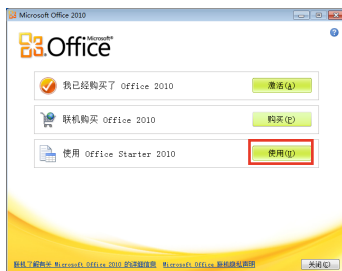 Microsoft Office 2010
Microsoft®
Office
我已经购买了 Office 2010
激活(A)
联机购买 Office 2010
购买(P)
使用 Office Starter 2010
使用(U)
联机了解有关 Microsoft Office 2010 的详细信息 Microsoft Office 联机隐私声明
关闭(C)